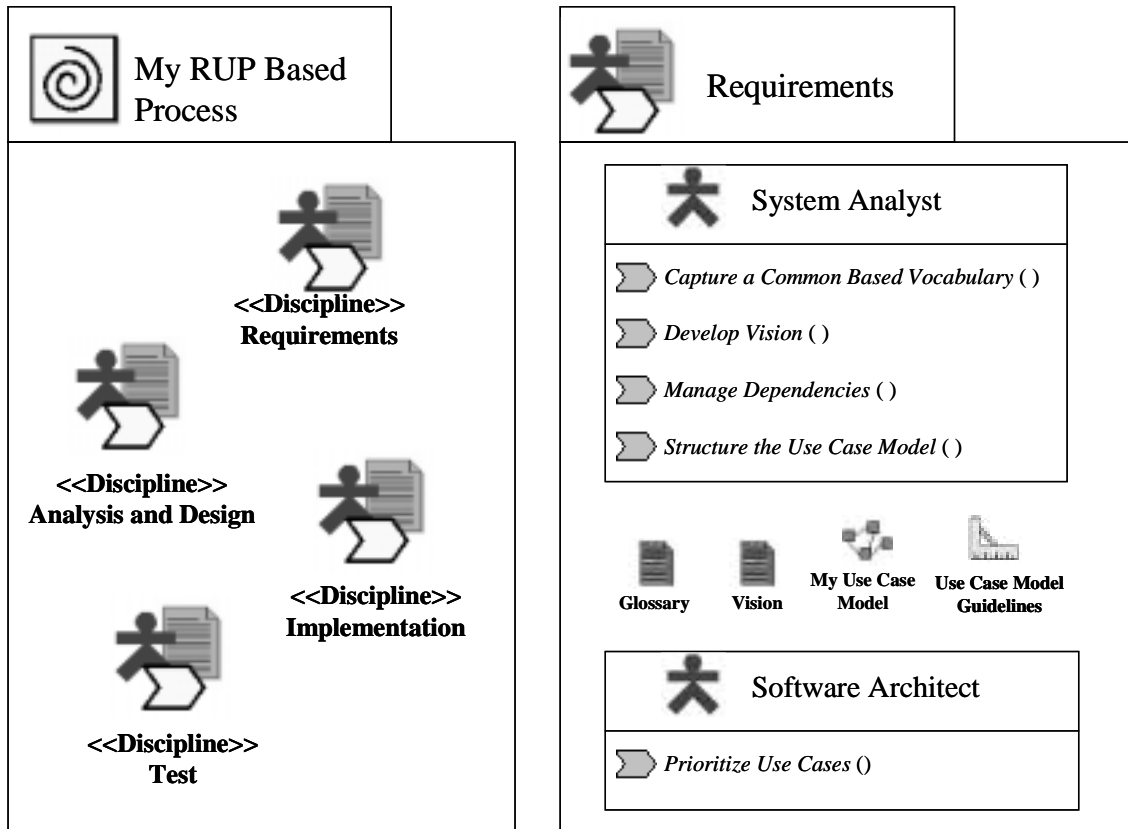 My RUP Based
Process
<<Discipline>>
Requirements
<<Discipline>>
Analysis and Design
<<Discipline>>
Implementation
<<Discipline>>
Test
Requirements
System Analyst
Capture a Common Based Vocabulary ( )
Develop Vision ( )
Manage Dependencies ( )
Structure the Use Case Model ( )
Glossary
Vision
My Use Case
Model
Use Case Model
Guidelines
Software Architect
Prioritize Use Cases ()